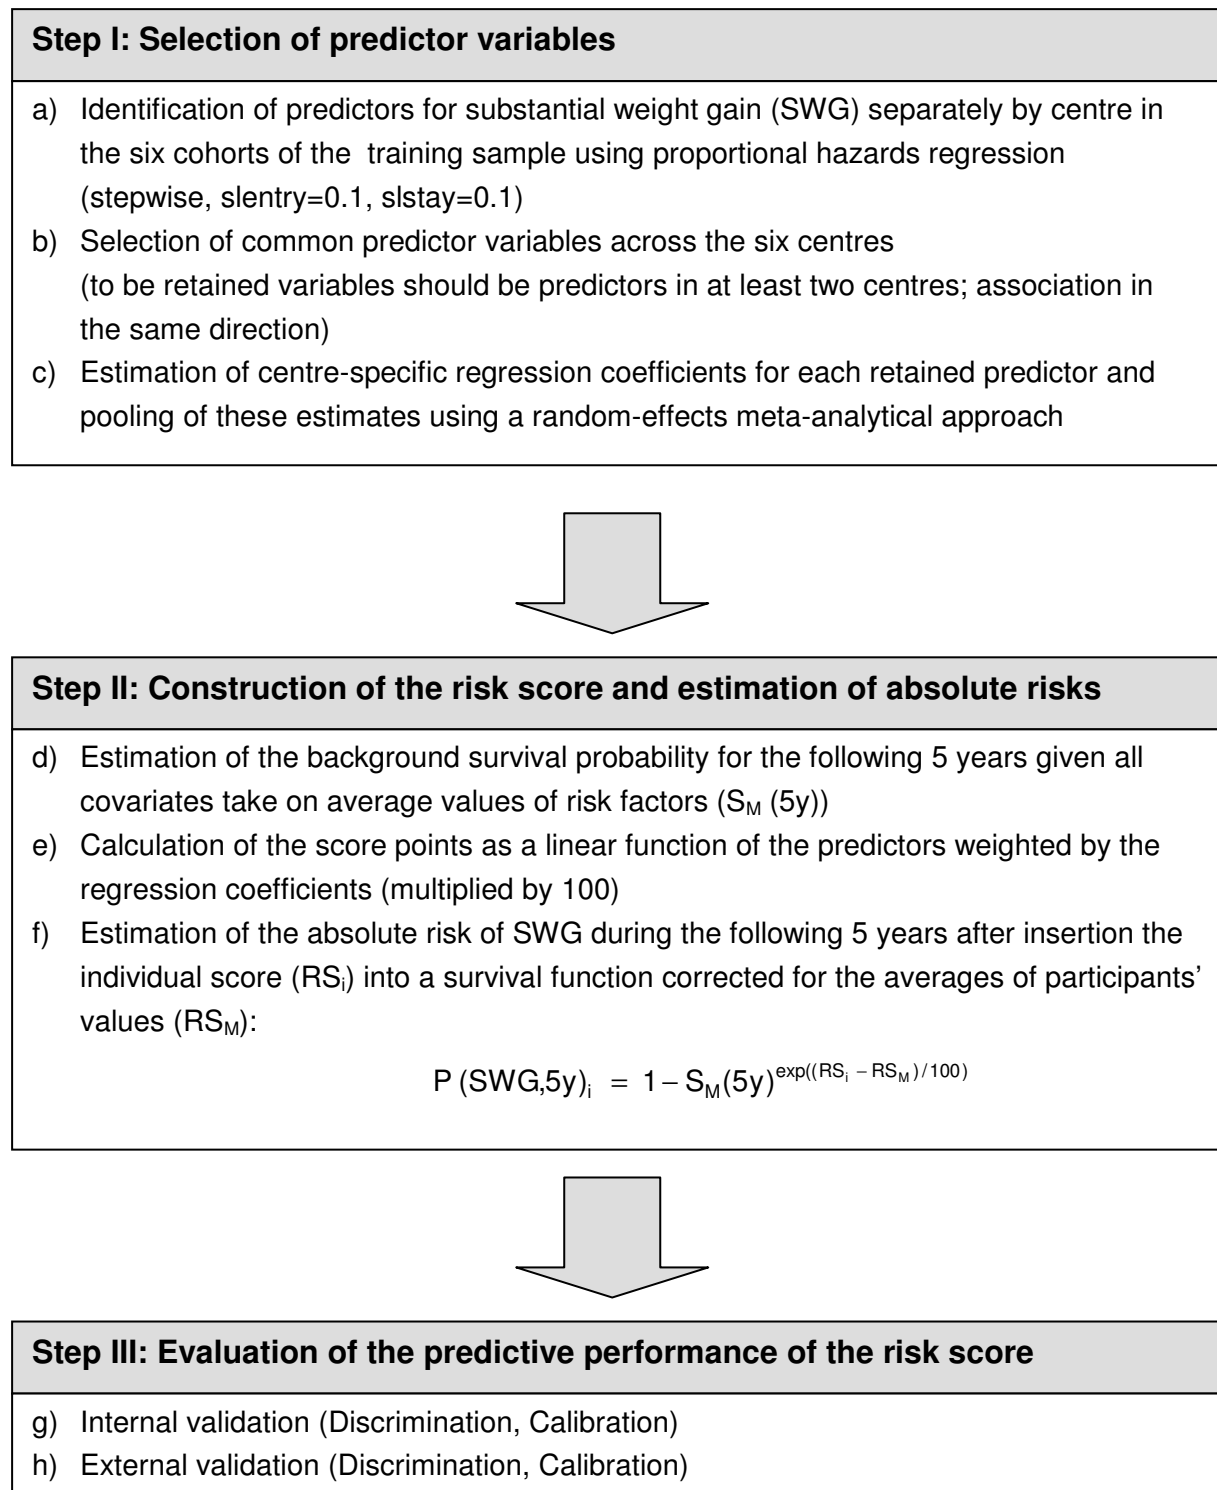 Step I: Selection of predictor variables
a) Identification of predictors for substantial weight gain (SWG) separately by centre in
the six cohorts of the training sample using proportional hazards regression
(stepwise, slentry=0.1, slstay=0.1)
b) Selection of common predictor variables across the six centres
(to be retained variables should be predictors in at least two centres; association in
the same direction)
c) Estimation of centre-specific regression coefficients for each retained predictor and
pooling of these estimates using a random-effects meta-analytical approach
Step II: Construction of the risk score and estimation of absolute risks
d) Estimation of the background survival probability for the following 5 years given all
covariates take on average values of risk factors (S_M (5y))
e) Calculation of the score points as a linear function of the predictors weighted by the
regression coefficients (multiplied by 100)
f) Estimation of the absolute risk of SWG during the following 5 years after insertion the
individual score (RS_i) into a survival function corrected for the averages of participants’
values (RS_M):
P (SWG,5y)_i = 1 – S_M(5y)^exp((RS_i – RS_M)/100)
Step III: Evaluation of the predictive performance of the risk score
g) Internal validation (Discrimination, Calibration)
h) External validation (Discrimination, Calibration)